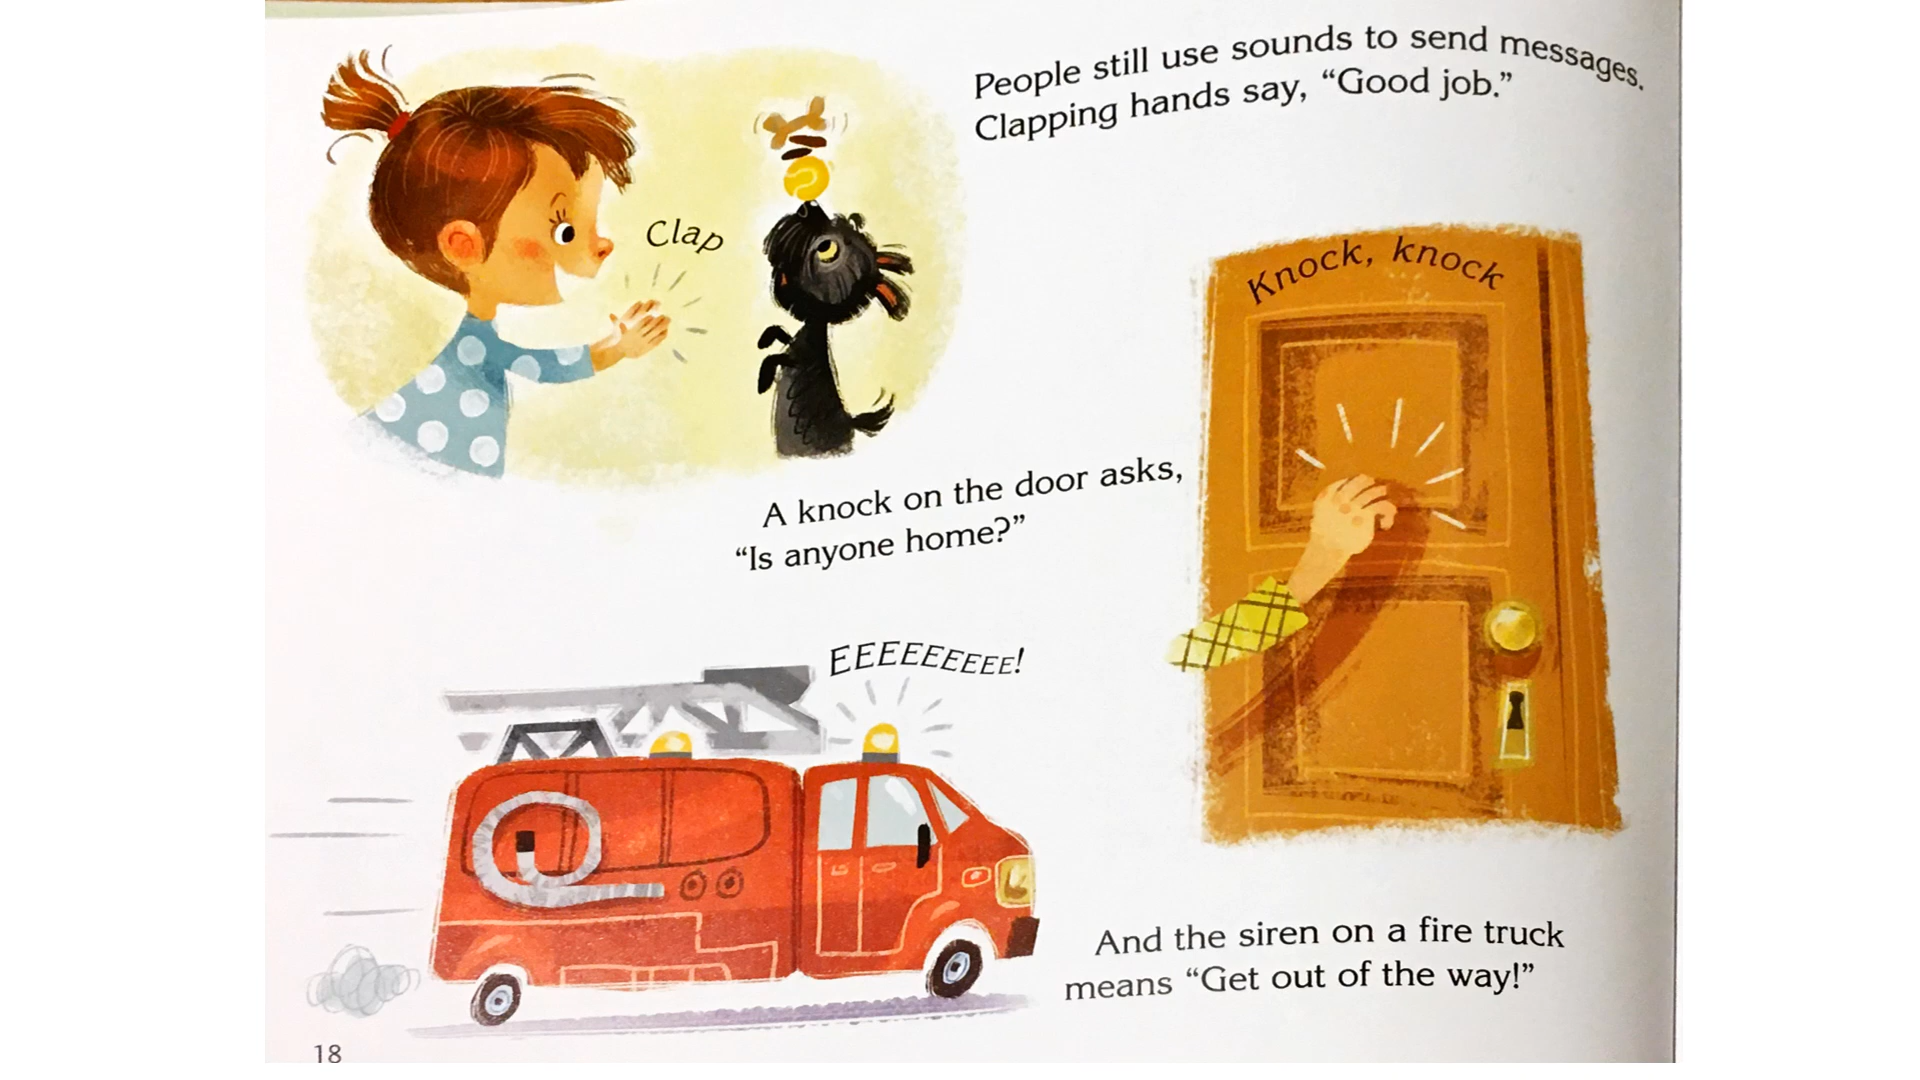 People still use sounds to send messages.
Clapping hands say, “Good job.”
Clap
Knock, knock
A knock on the door asks,
“Is anyone home?”
EEEEEEEEE!
And the siren on a fire truck
means “Get out of the way!”
18